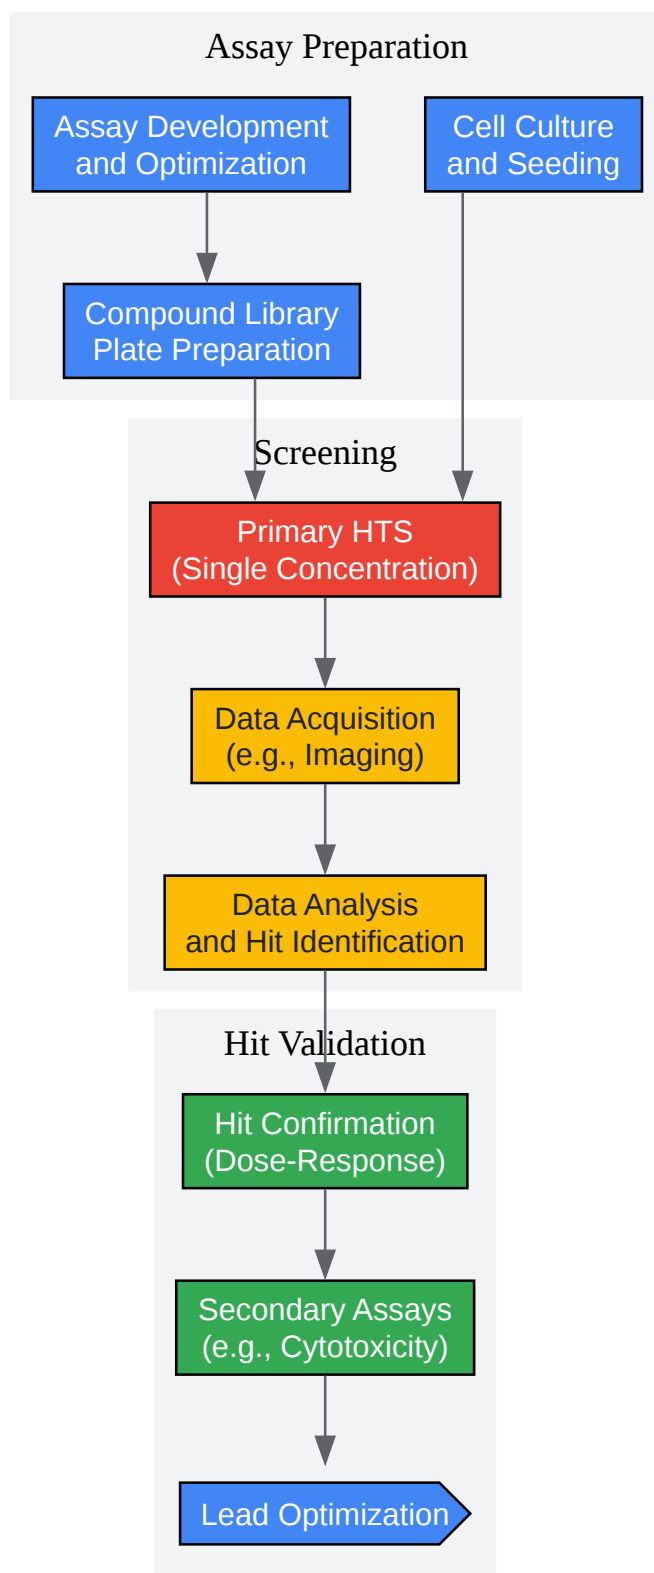 Assay Preparation
Assay Development
and Optimization
Cell Culture
and Seeding
Compound Library
Plate Preparation
Screening
Primary HTS
(Single Concentration)
Data Acquisition
(e.g., Imaging)
Data Analysis
and Hit Identification
Hit Validation
Hit Confirmation
(Dose-Response)
Secondary Assays
(e.g., Cytotoxicity)
Lead Optimization